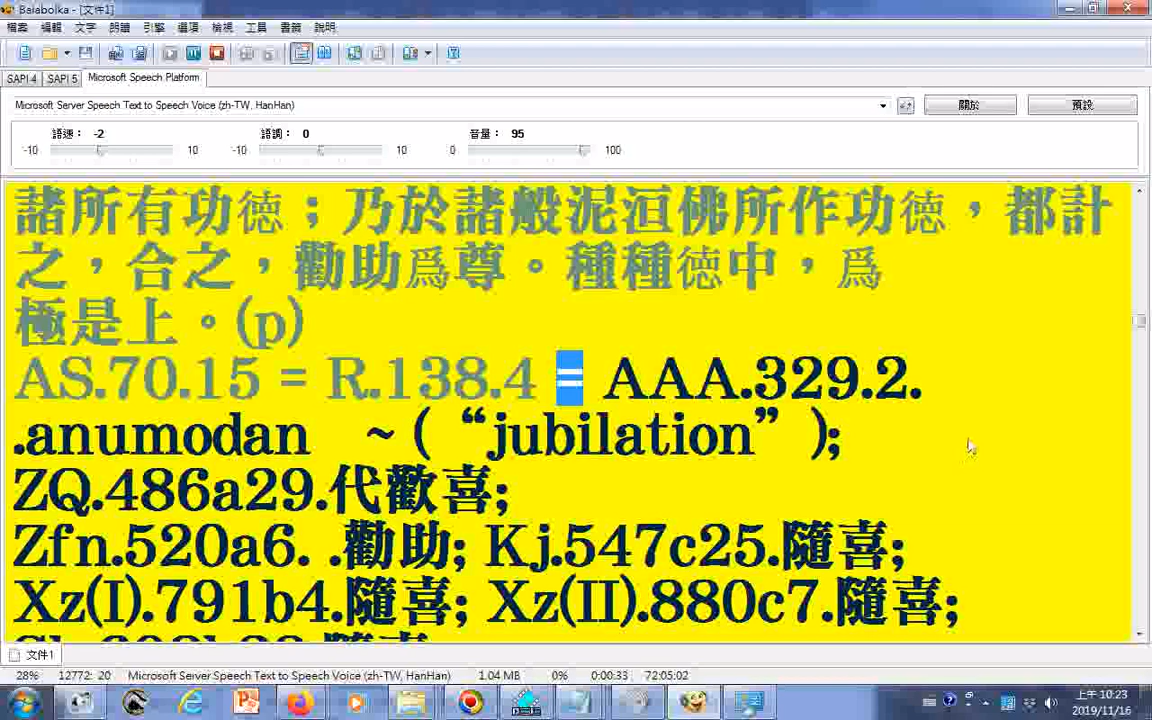 Balabolka - [文件1]
檔案 編輯 文字 朗讀 引擎 選項 檢視 工具 書籤 說明
SAPI 4 SAPI 5 Microsoft Speech Platform
Microsoft Server Speech Text to Speech Voice (zh-TW, HanHan) 關於 預設
語速： -2 語調： 0 音量： 95
-10 10 -10 10 0 100
諸所有功德；乃於諸般泥洹佛所作功德，都計
之，合之，勸助爲尊。種種德中，爲
極是上。(p)
AS.70.15 = R.138.4 = AAA.329.2.
.anumodan ~ ( “jubilation” );
ZQ.486a29.代歡喜;
Zfn.520a6. .勸助; Kj.547c25.隨喜;
Xz(I).791b4.隨喜; Xz(II).880c7.隨喜;
文件1
28% 12772: 20 Microsoft Server Speech Text to Speech Voice (zh-TW, HanHan) 1.04 MB 0% 0:00:33 72:05:02
上午 10:23
2019/11/16